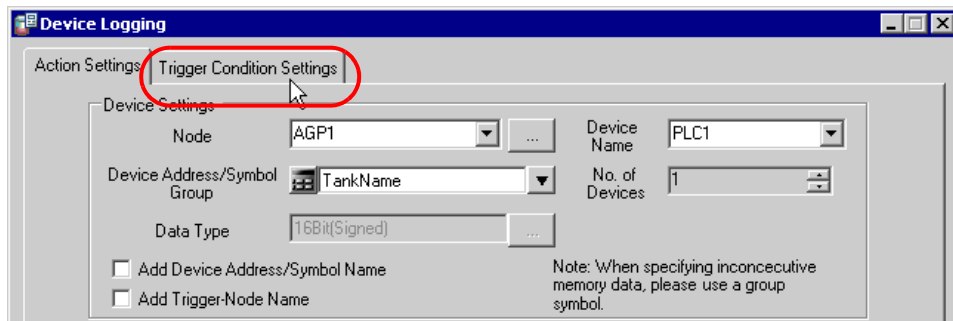 Device Logging
Action Settings
Trigger Condition Settings
Device Settings
Node
AGP1
...
Device
Name
PLC1
Device Address/Symbol
Group
TankName
No. of
Devices
1
Data Type
16Bit(Signed)
...
Add Device Address/Symbol Name
Add Trigger-Node Name
Note: When specifying inconcecutive
memory data, please use a group
symbol.